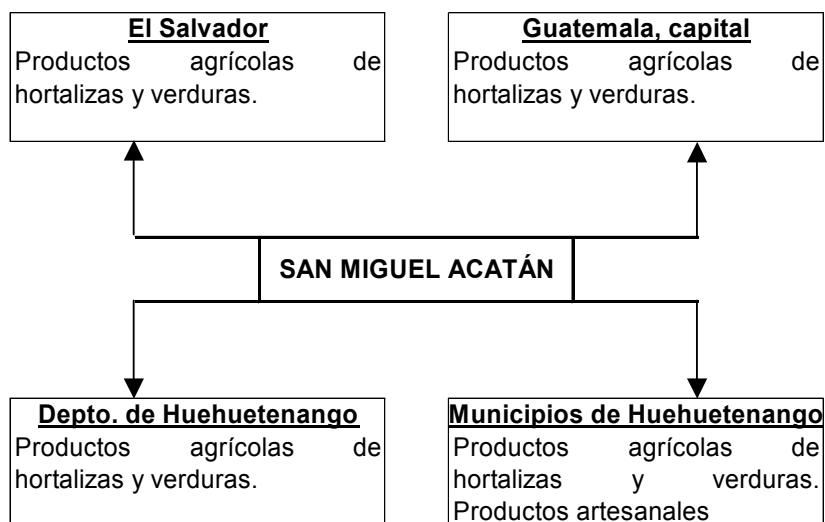 El Salvador
Productos agrícolas de
hortalizas y verduras.
Guatemala, capital
Productos agrícolas de
hortalizas y verduras.
SAN MIGUEL ACATÁN
Depto. de Huehuetenango
Productos agrícolas de
hortalizas y verduras.
Municipios de Huehuetenango
Productos agrícolas de
hortalizas y verduras.
Productos artesanales